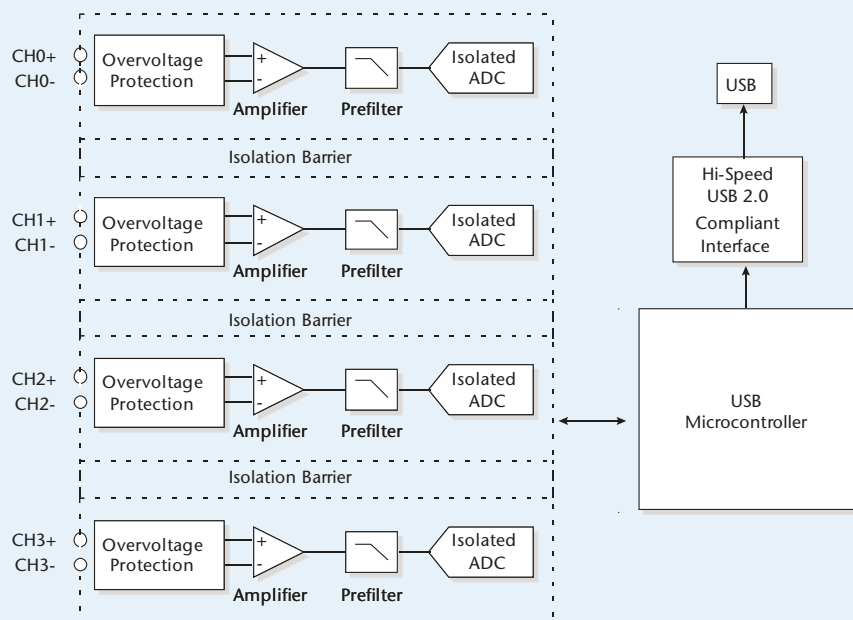 CH0+
CH0-
Overvoltage
Protection
+
-
Amplifier
Prefilter
Isolated
ADC
Isolation Barrier
CH1+
CH1-
Overvoltage
Protection
+
-
Amplifier
Prefilter
Isolated
ADC
Isolation Barrier
CH2+
CH2-
Overvoltage
Protection
+
-
Amplifier
Prefilter
Isolated
ADC
Isolation Barrier
CH3+
CH3-
Overvoltage
Protection
+
-
Amplifier
Prefilter
Isolated
ADC
USB
Hi-Speed
USB 2.0
Compliant
Interface
USB
Microcontroller